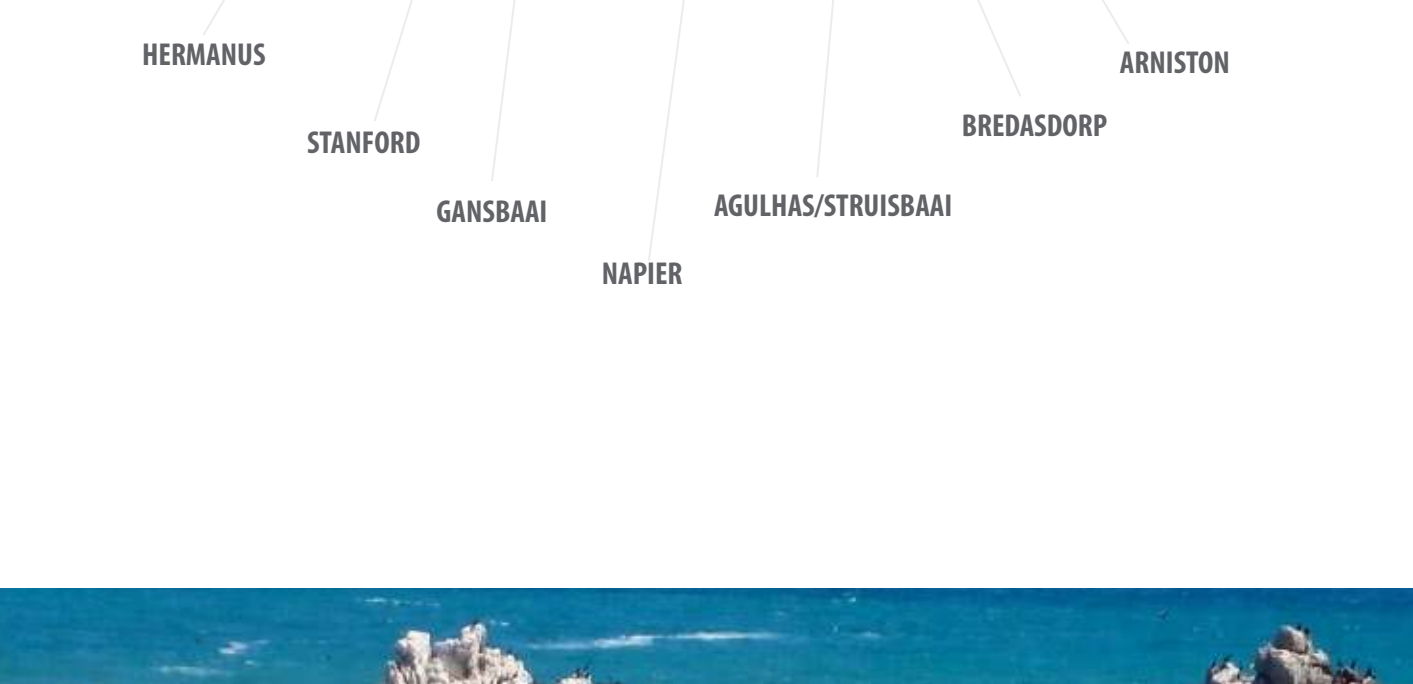 HERMANUS
ARNISTON
STANFORD
BREDASDORP
GANSBAAI
AGULHAS/STRUISBAAI
NAPIER